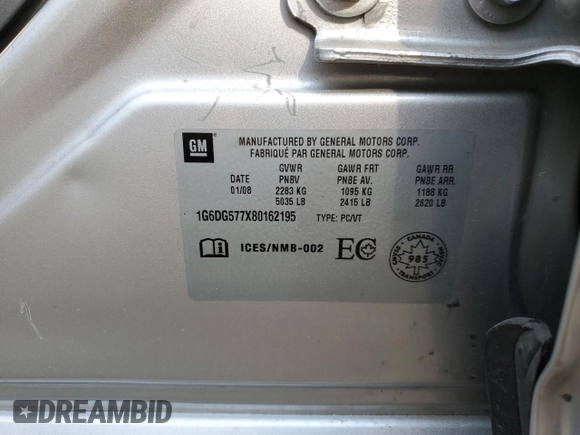 GM
MANUFACTURED BY GENERAL MOTORS CORP.
FABRIQUÉ PAR GENERAL MOTORS CORP.
GVWR GAWR FRT GAWR RR
DATE PNBV PNBE AV. PNBE ARR.
01/08 2283 KG 1095 KG 1188 KG
5035 LB 2415 LB 2620 LB
1G6DG577X80162195 TYPE: PC/VT
ICES/NMB-002 EC
CANADA
985
TRANSPORT
DREAMBID